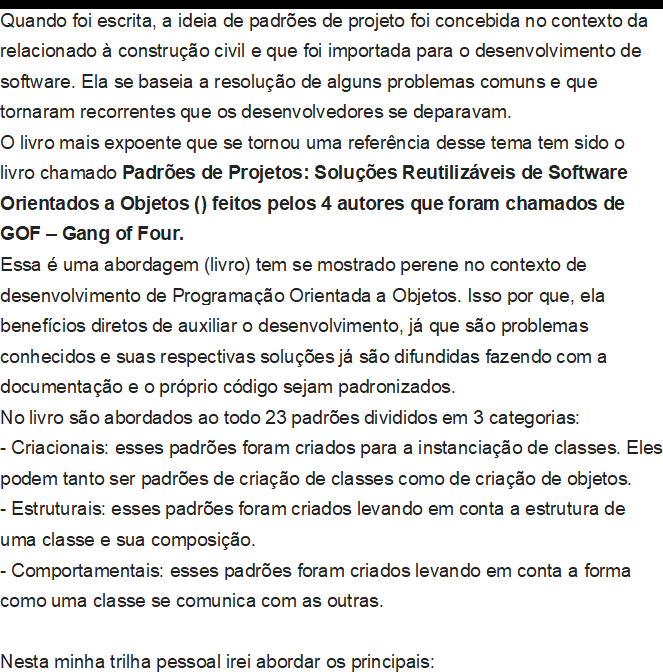 Quando foi escrita, a ideia de padrões de projeto foi concebida no contexto da
relacionado à construção civil e que foi importada para o desenvolvimento de
software. Ela se baseia a resolução de alguns problemas comuns e que
tornaram recorrentes que os desenvolvedores se deparavam.
O livro mais expoente que se tornou uma referência desse tema tem sido o
livro chamado Padrões de Projetos: Soluções Reutilizáveis de Software
Orientados a Objetos () feitos pelos 4 autores que foram chamados de
GOF – Gang of Four.
Essa é uma abordagem (livro) tem se mostrado perene no contexto de
desenvolvimento de Programação Orientada a Objetos. Isso por que, ela
benefícios diretos de auxiliar o desenvolvimento, já que são problemas
conhecidos e suas respectivas soluções já são difundidas fazendo com a
documentação e o próprio código sejam padronizados.
No livro são abordados ao todo 23 padrões divididos em 3 categorias:
- Criacionais: esses padrões foram criados para a instanciação de classes. Eles
podem tanto ser padrões de criação de classes como de criação de objetos.
- Estruturais: esses padrões foram criados levando em conta a estrutura de
uma classe e sua composição.
- Comportamentais: esses padrões foram criados levando em conta a forma
como uma classe se comunica com as outras.
Nesta minha trilha pessoal irei abordar os principais: